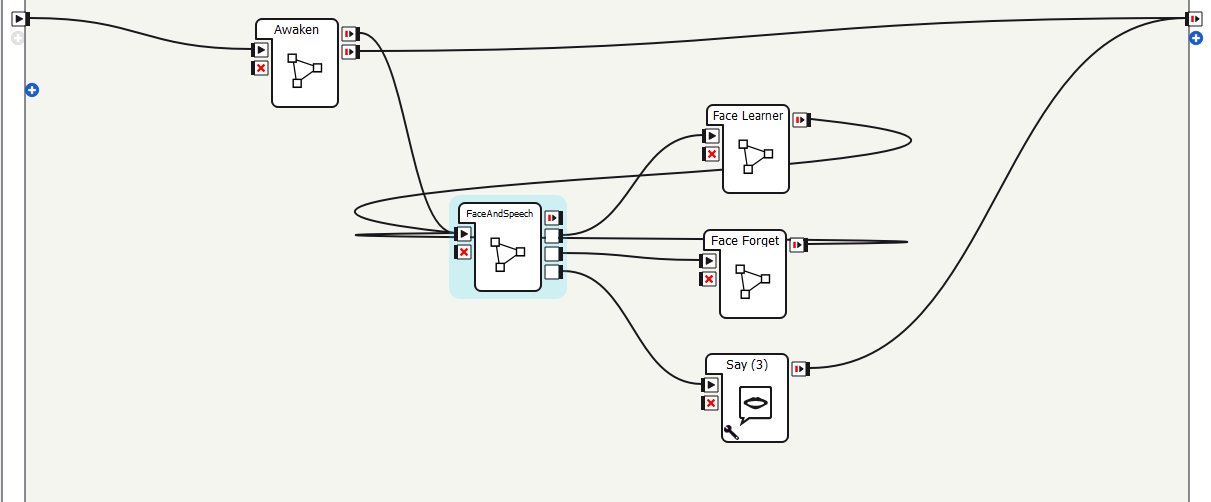 Awaken
Face Learner
FaceAndSpeech
Face Forget
Say (3)